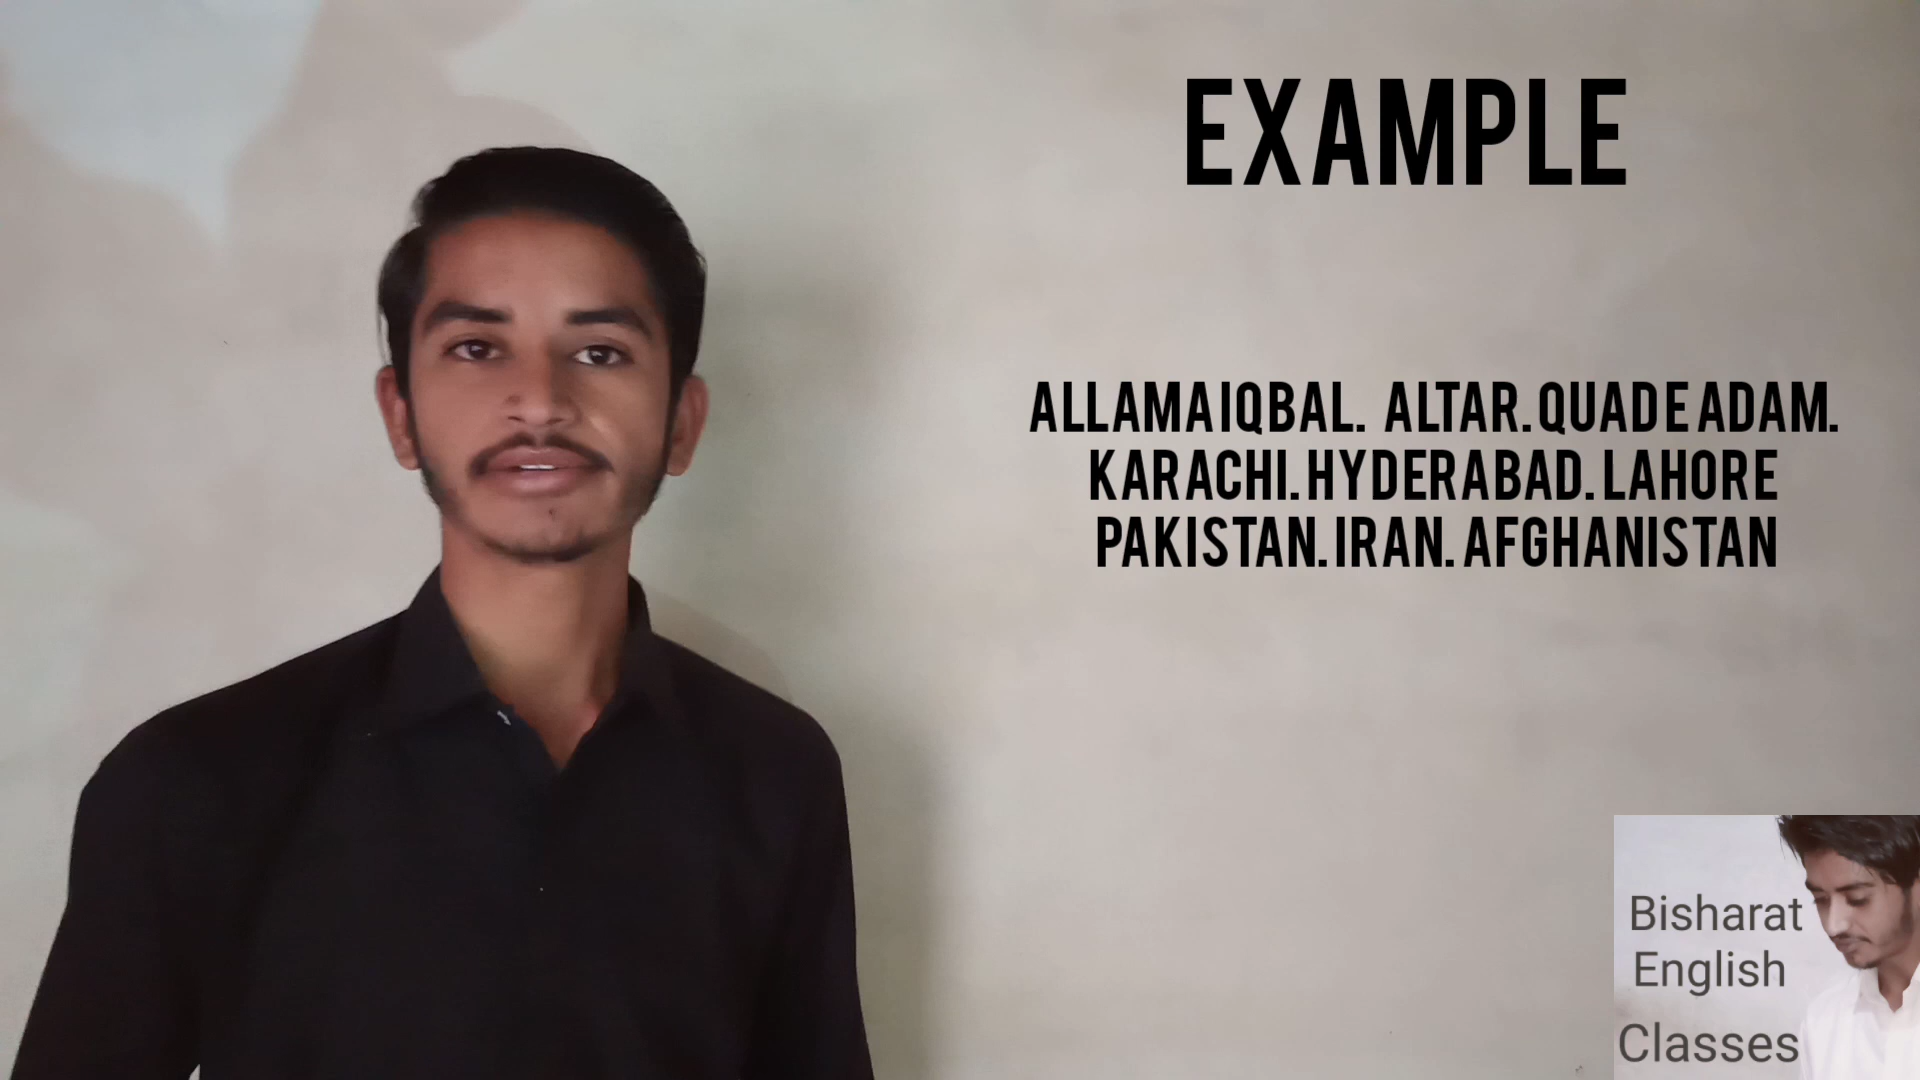 EXAMPLE
ALLAMA IQBAL. ALTAR. QUAD E ADAM.
KARACHI. HYDERABAD. LAHORE
PAKISTAN. IRAN. AFGHANISTAN
Bisharat
English
Classes